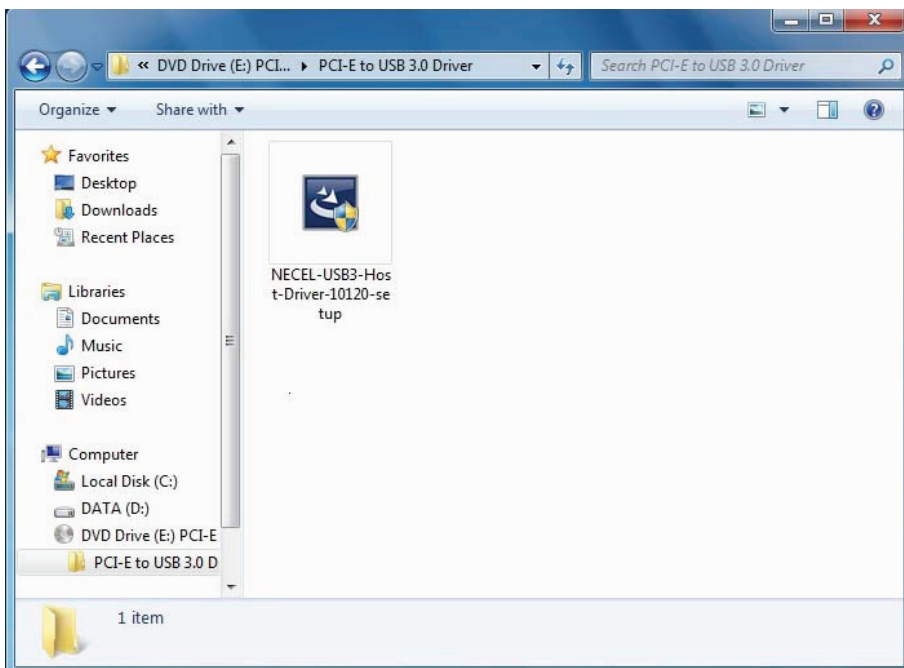 « DVD Drive (E:) PCI... ▸ PCI-E to USB 3.0 Driver
Search PCI-E to USB 3.0 Driver
Organize
Share with
Favorites
Desktop
Downloads
Recent Places
Libraries
Documents
Music
Pictures
Videos
Computer
Local Disk (C:)
DATA (D:)
DVD Drive (E:) PCI-E
PCI-E to USB 3.0 D
NECEL-USB3-Hos
t-Driver-10120-se
tup
1 item